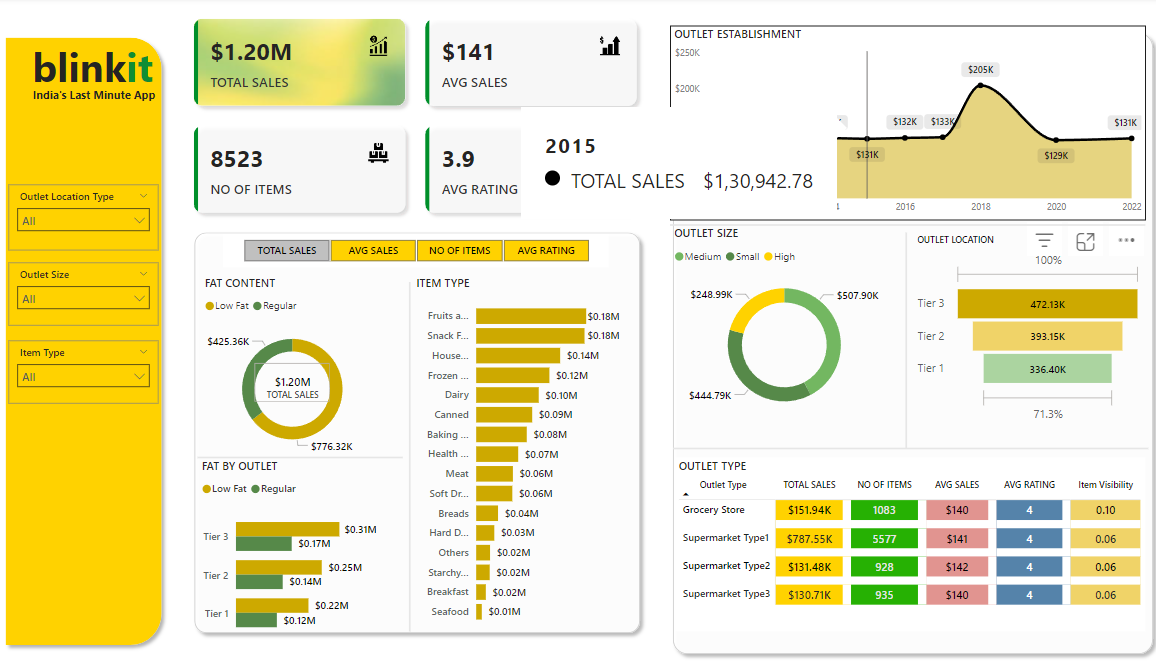 blinkit
India's Last Minute App
Outlet Location Type
All
Outlet Size
All
Item Type
All
$1.20M
TOTAL SALES
$141
AVG SALES
8523
NO OF ITEMS
3.9
AVG RATING
OUTLET ESTABLISHMENT
$250K
$200K
$205K
$132K
$133K
$131K
$131K
$129K
2016
2018
2020
2022
2015
TOTAL SALES $1,30,942.78
TOTAL SALES AVG SALES NO OF ITEMS AVG RATING
FAT CONTENT
Low Fat Regular
$425.36K
$1.20M
TOTAL SALES
$776.32K
FAT BY OUTLET
Low Fat Regular
Tier 3 $0.31M
$0.17M
Tier 2 $0.25M
$0.14M
Tier 1 $0.22M
$0.12M
ITEM TYPE
Fruits a... $0.18M
Snack F... $0.18M
House... $0.14M
Frozen ... $0.12M
Dairy $0.10M
Canned $0.09M
Baking ... $0.08M
Health ... $0.07M
Meat $0.06M
Soft Dr... $0.06M
Breads $0.04M
Hard D... $0.03M
Others $0.02M
Starchy... $0.02M
Breakfast $0.02M
Seafood $0.01M
OUTLET SIZE
Medium Small High
$248.99K
$507.90K
$444.79K
OUTLET LOCATION
100%
Tier 3 472.13K
Tier 2 393.15K
Tier 1 336.40K
71.3%
OUTLET TYPE
Outlet Type TOTAL SALES NO OF ITEMS AVG SALES AVG RATING Item Visibility
Grocery Store $151.94K 1083 $140 4 0.10
Supermarket Type1 $787.55K 5577 $141 4 0.06
Supermarket Type2 $131.48K 928 $142 4 0.06
Supermarket Type3 $130.71K 935 $140 4 0.06